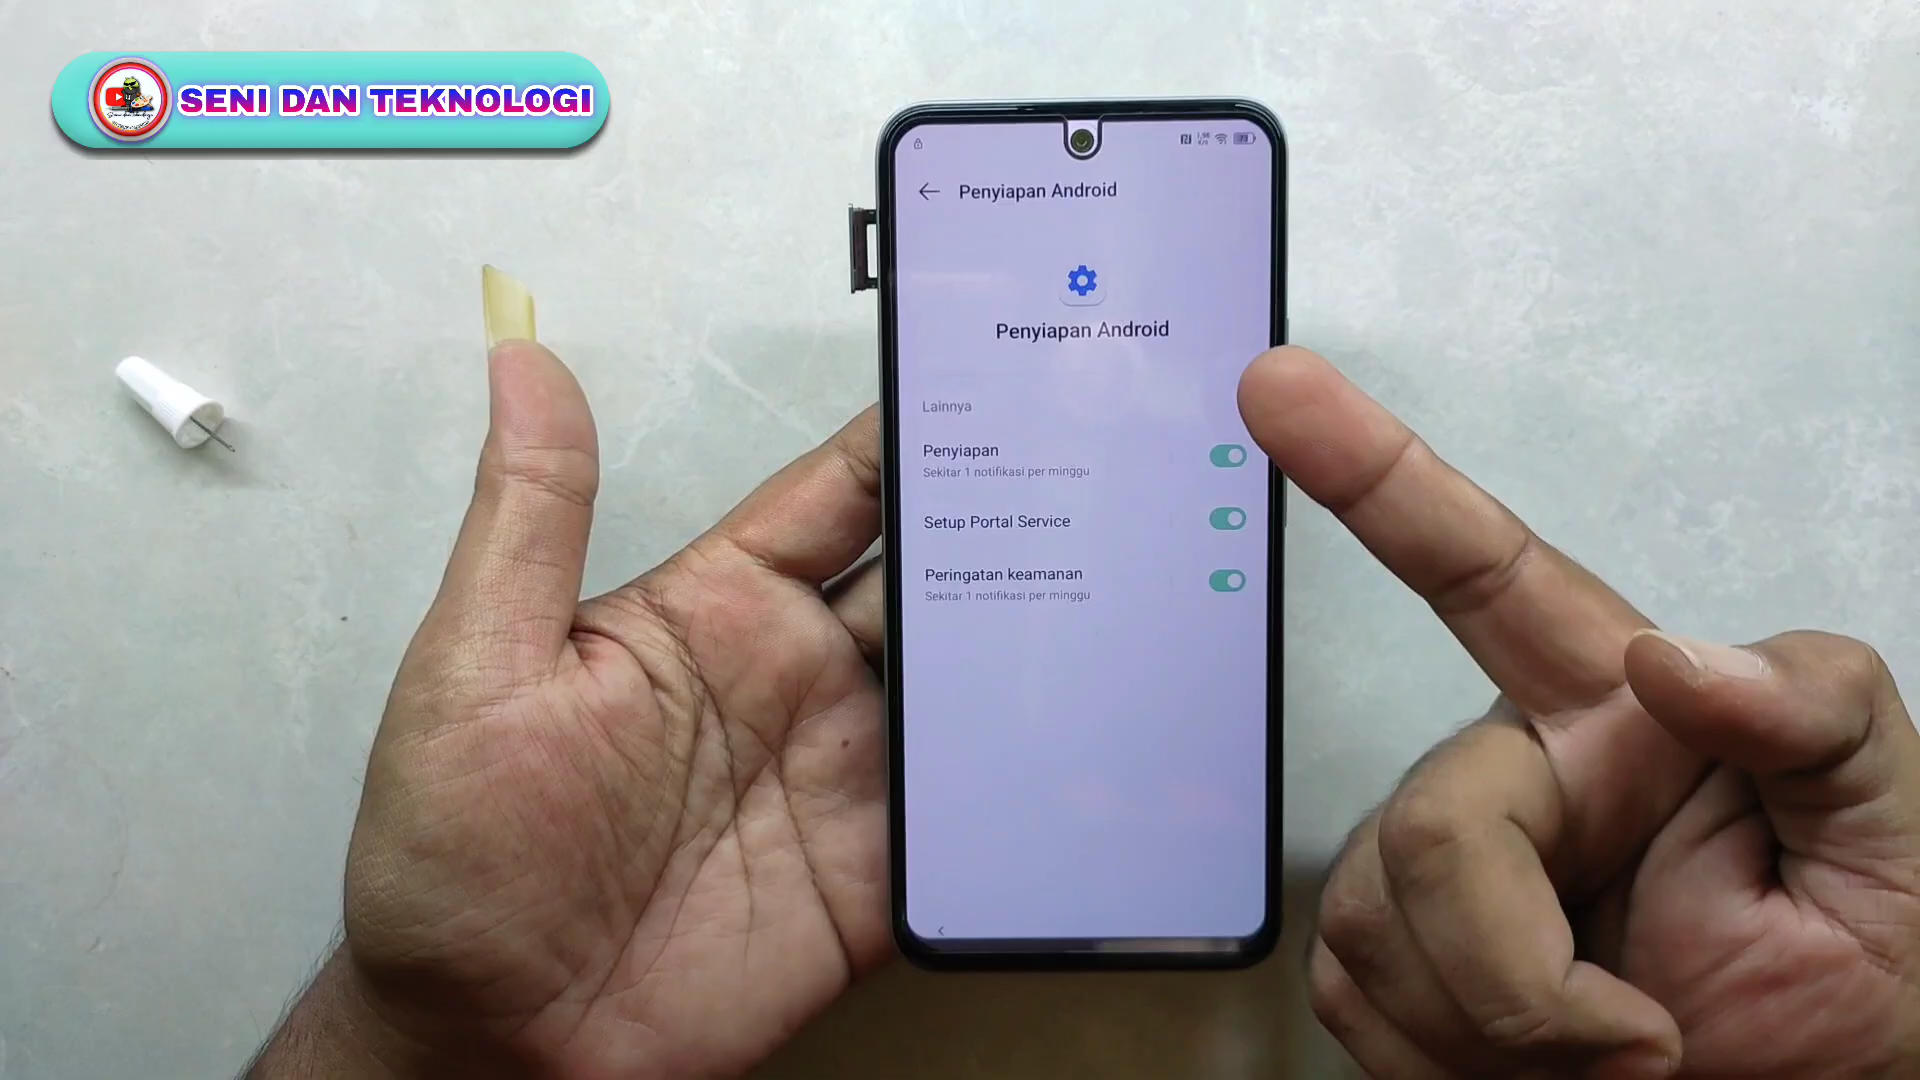 SENI DAN TEKNOLOGI
Penyiapan Android
Penyiapan Android
Lainnya
Penyiapan
Sekitar 1 notifikasi per minggu
Setup Portal Service
Peringatan keamanan
Sekitar 1 notifikasi per minggu